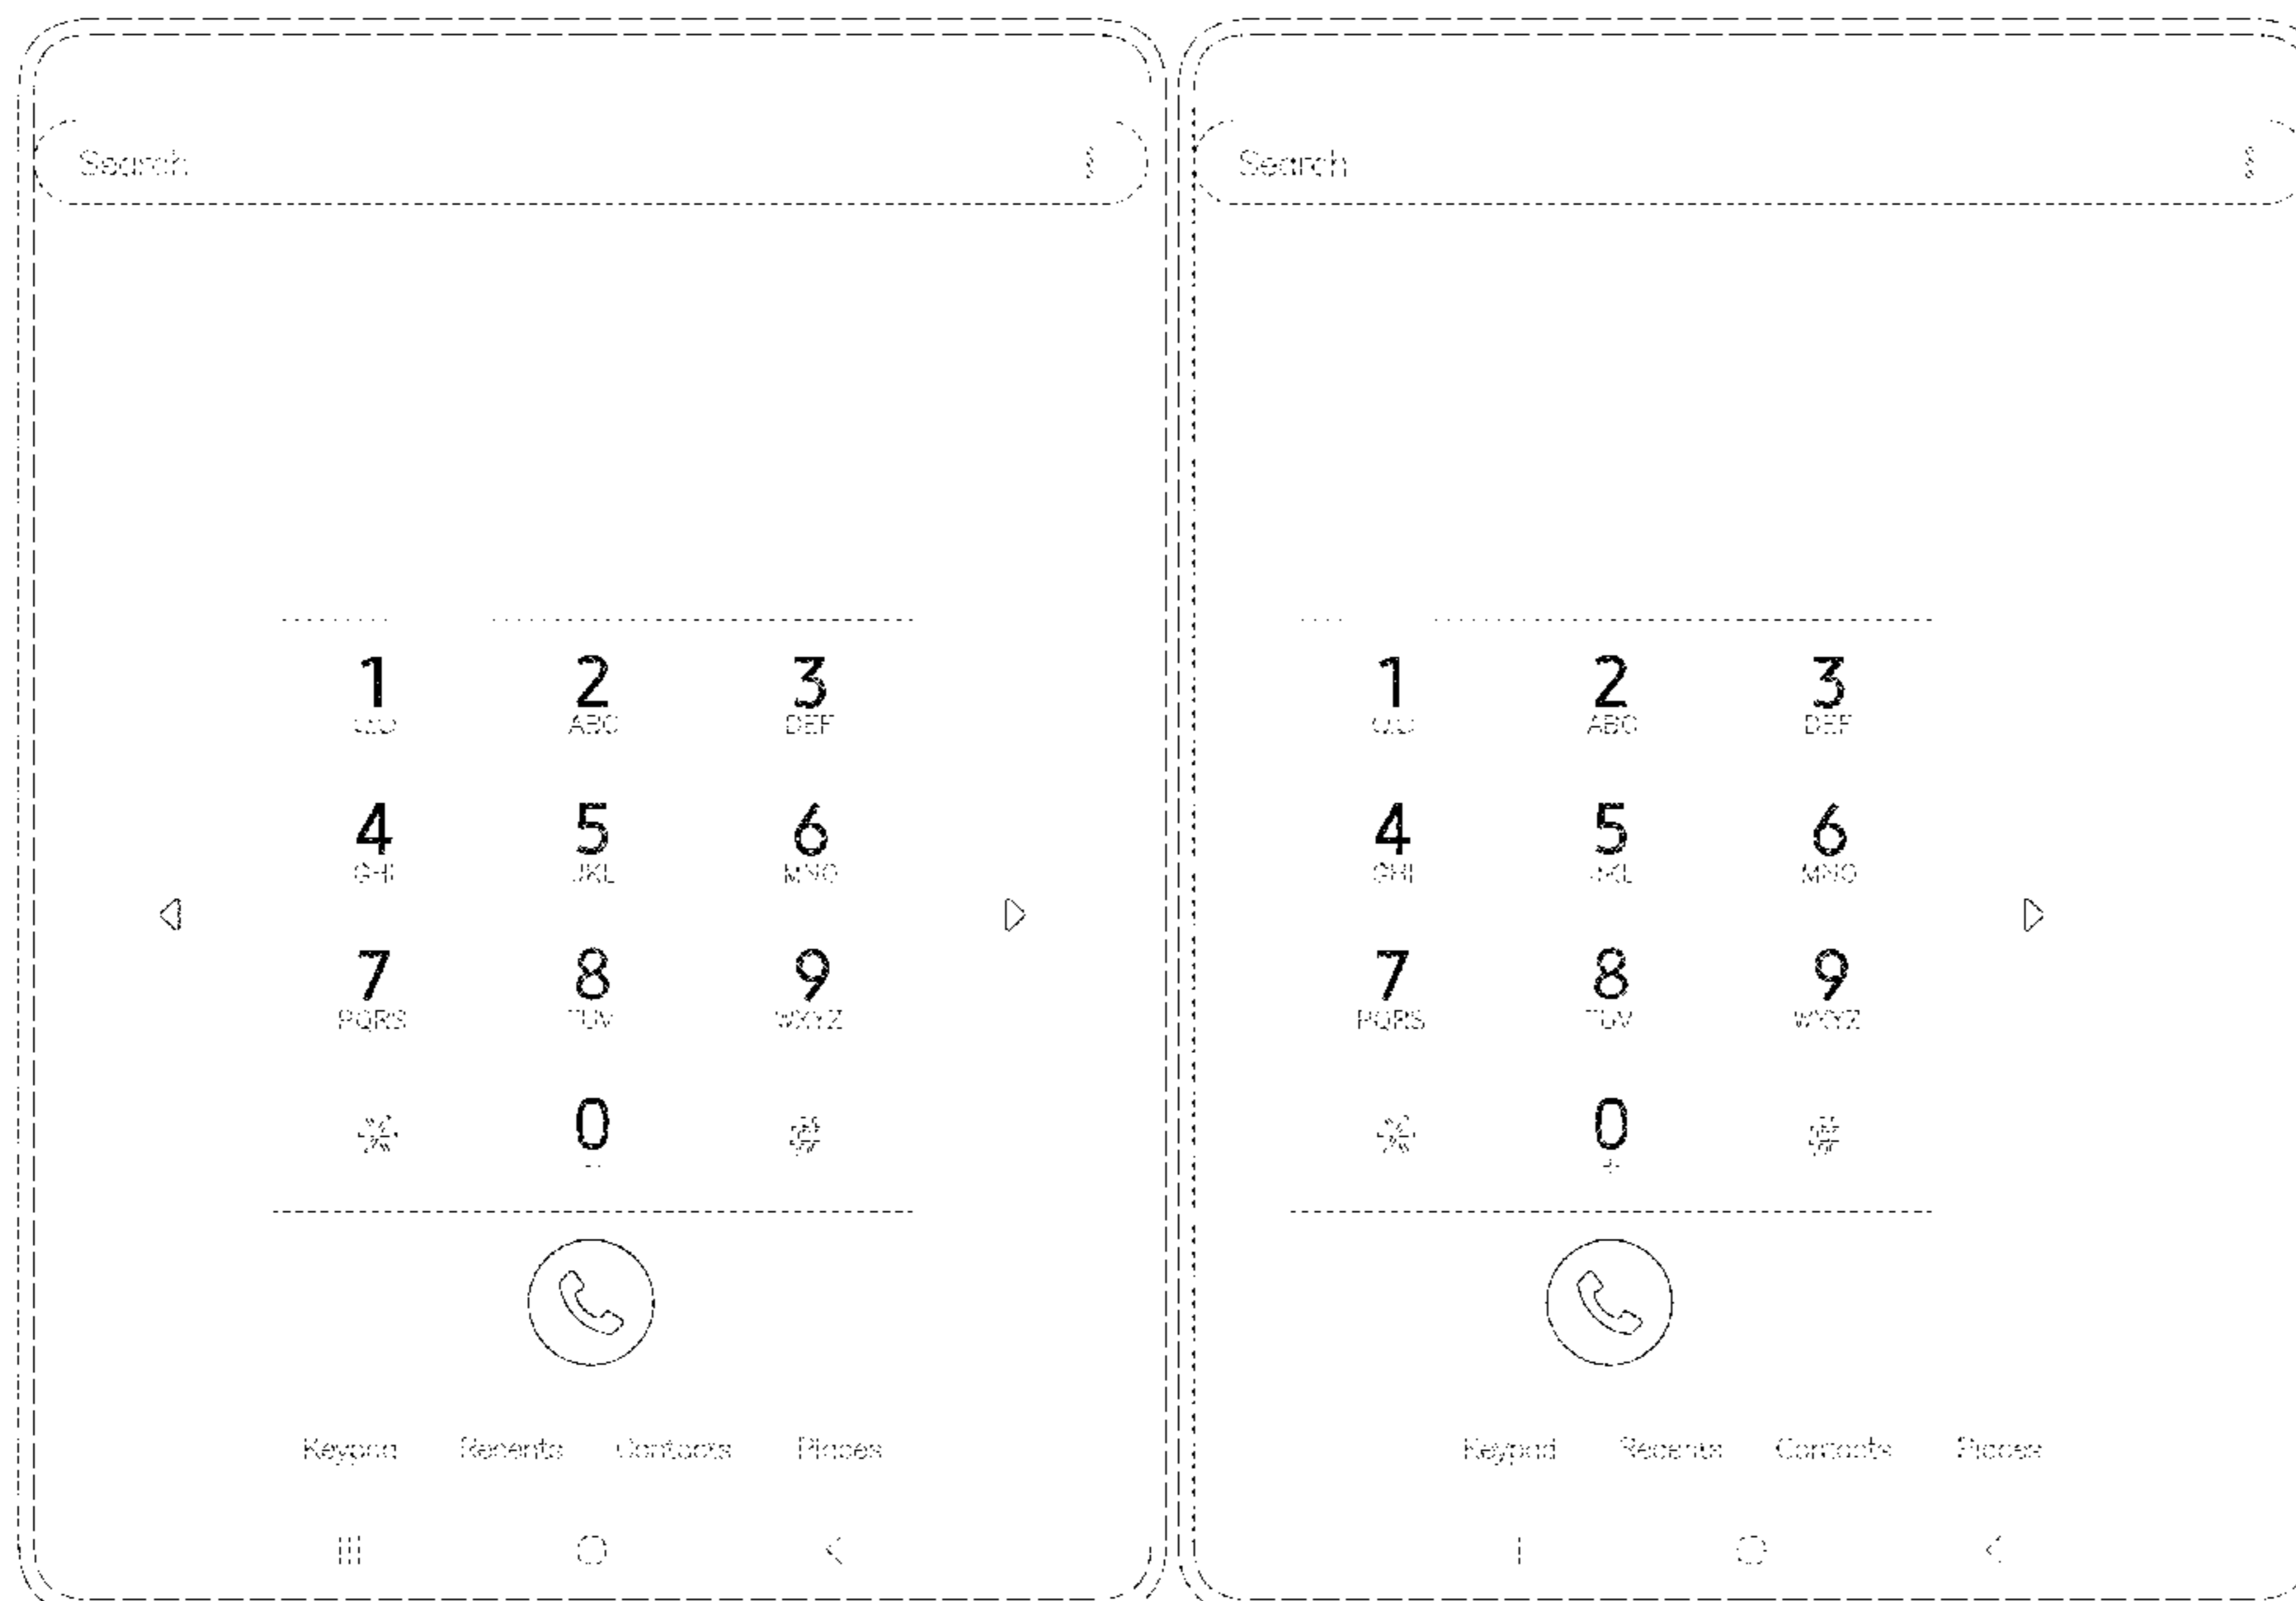 Search
1 2 3
ABC DEF
4 5 6
GHI JKL MNO
7 8 9
PQRS TUV WXYZ
* 0 #
Keypad Recents Contacts Places
Search
1 2 3
ABC DEF
4 5 6
GHI JKL MNO
7 8 9
PQRS TUV WXYZ
* 0 #
+
Keypad Recents Contacts Places